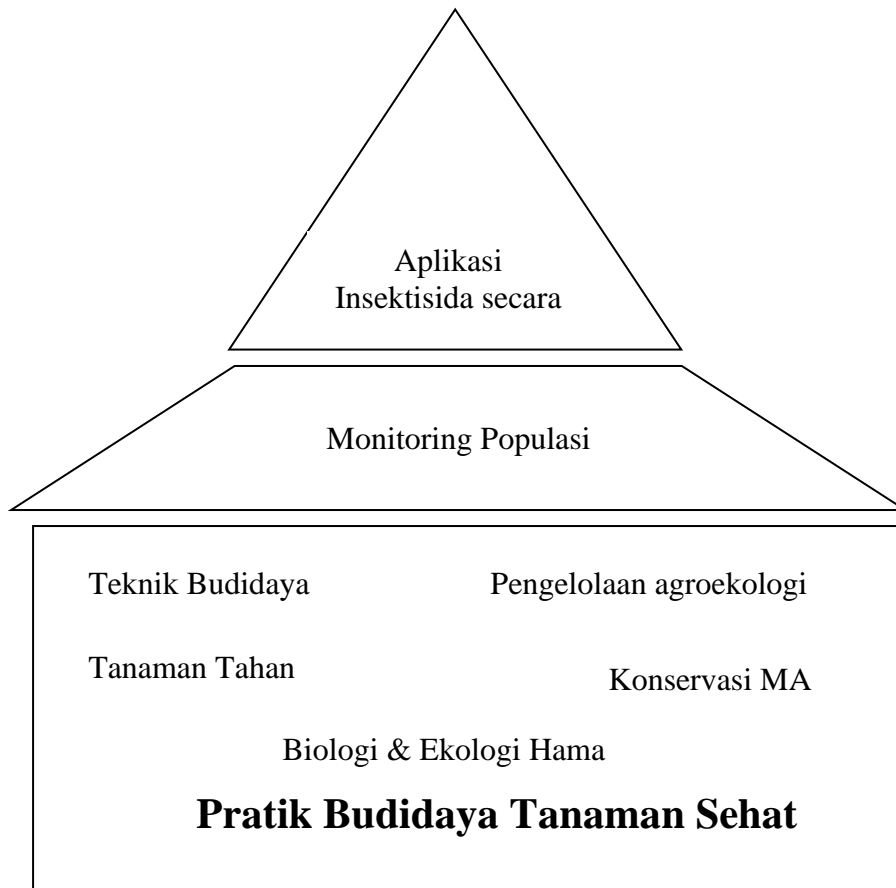 Aplikasi
Insektisida secara
Monitoring Populasi
Teknik Budidaya
Pengelolaan agroekologi
Tanaman Tahan
Konservasi MA
Biologi & Ekologi Hama
Pratik Budidaya Tanaman Sehat